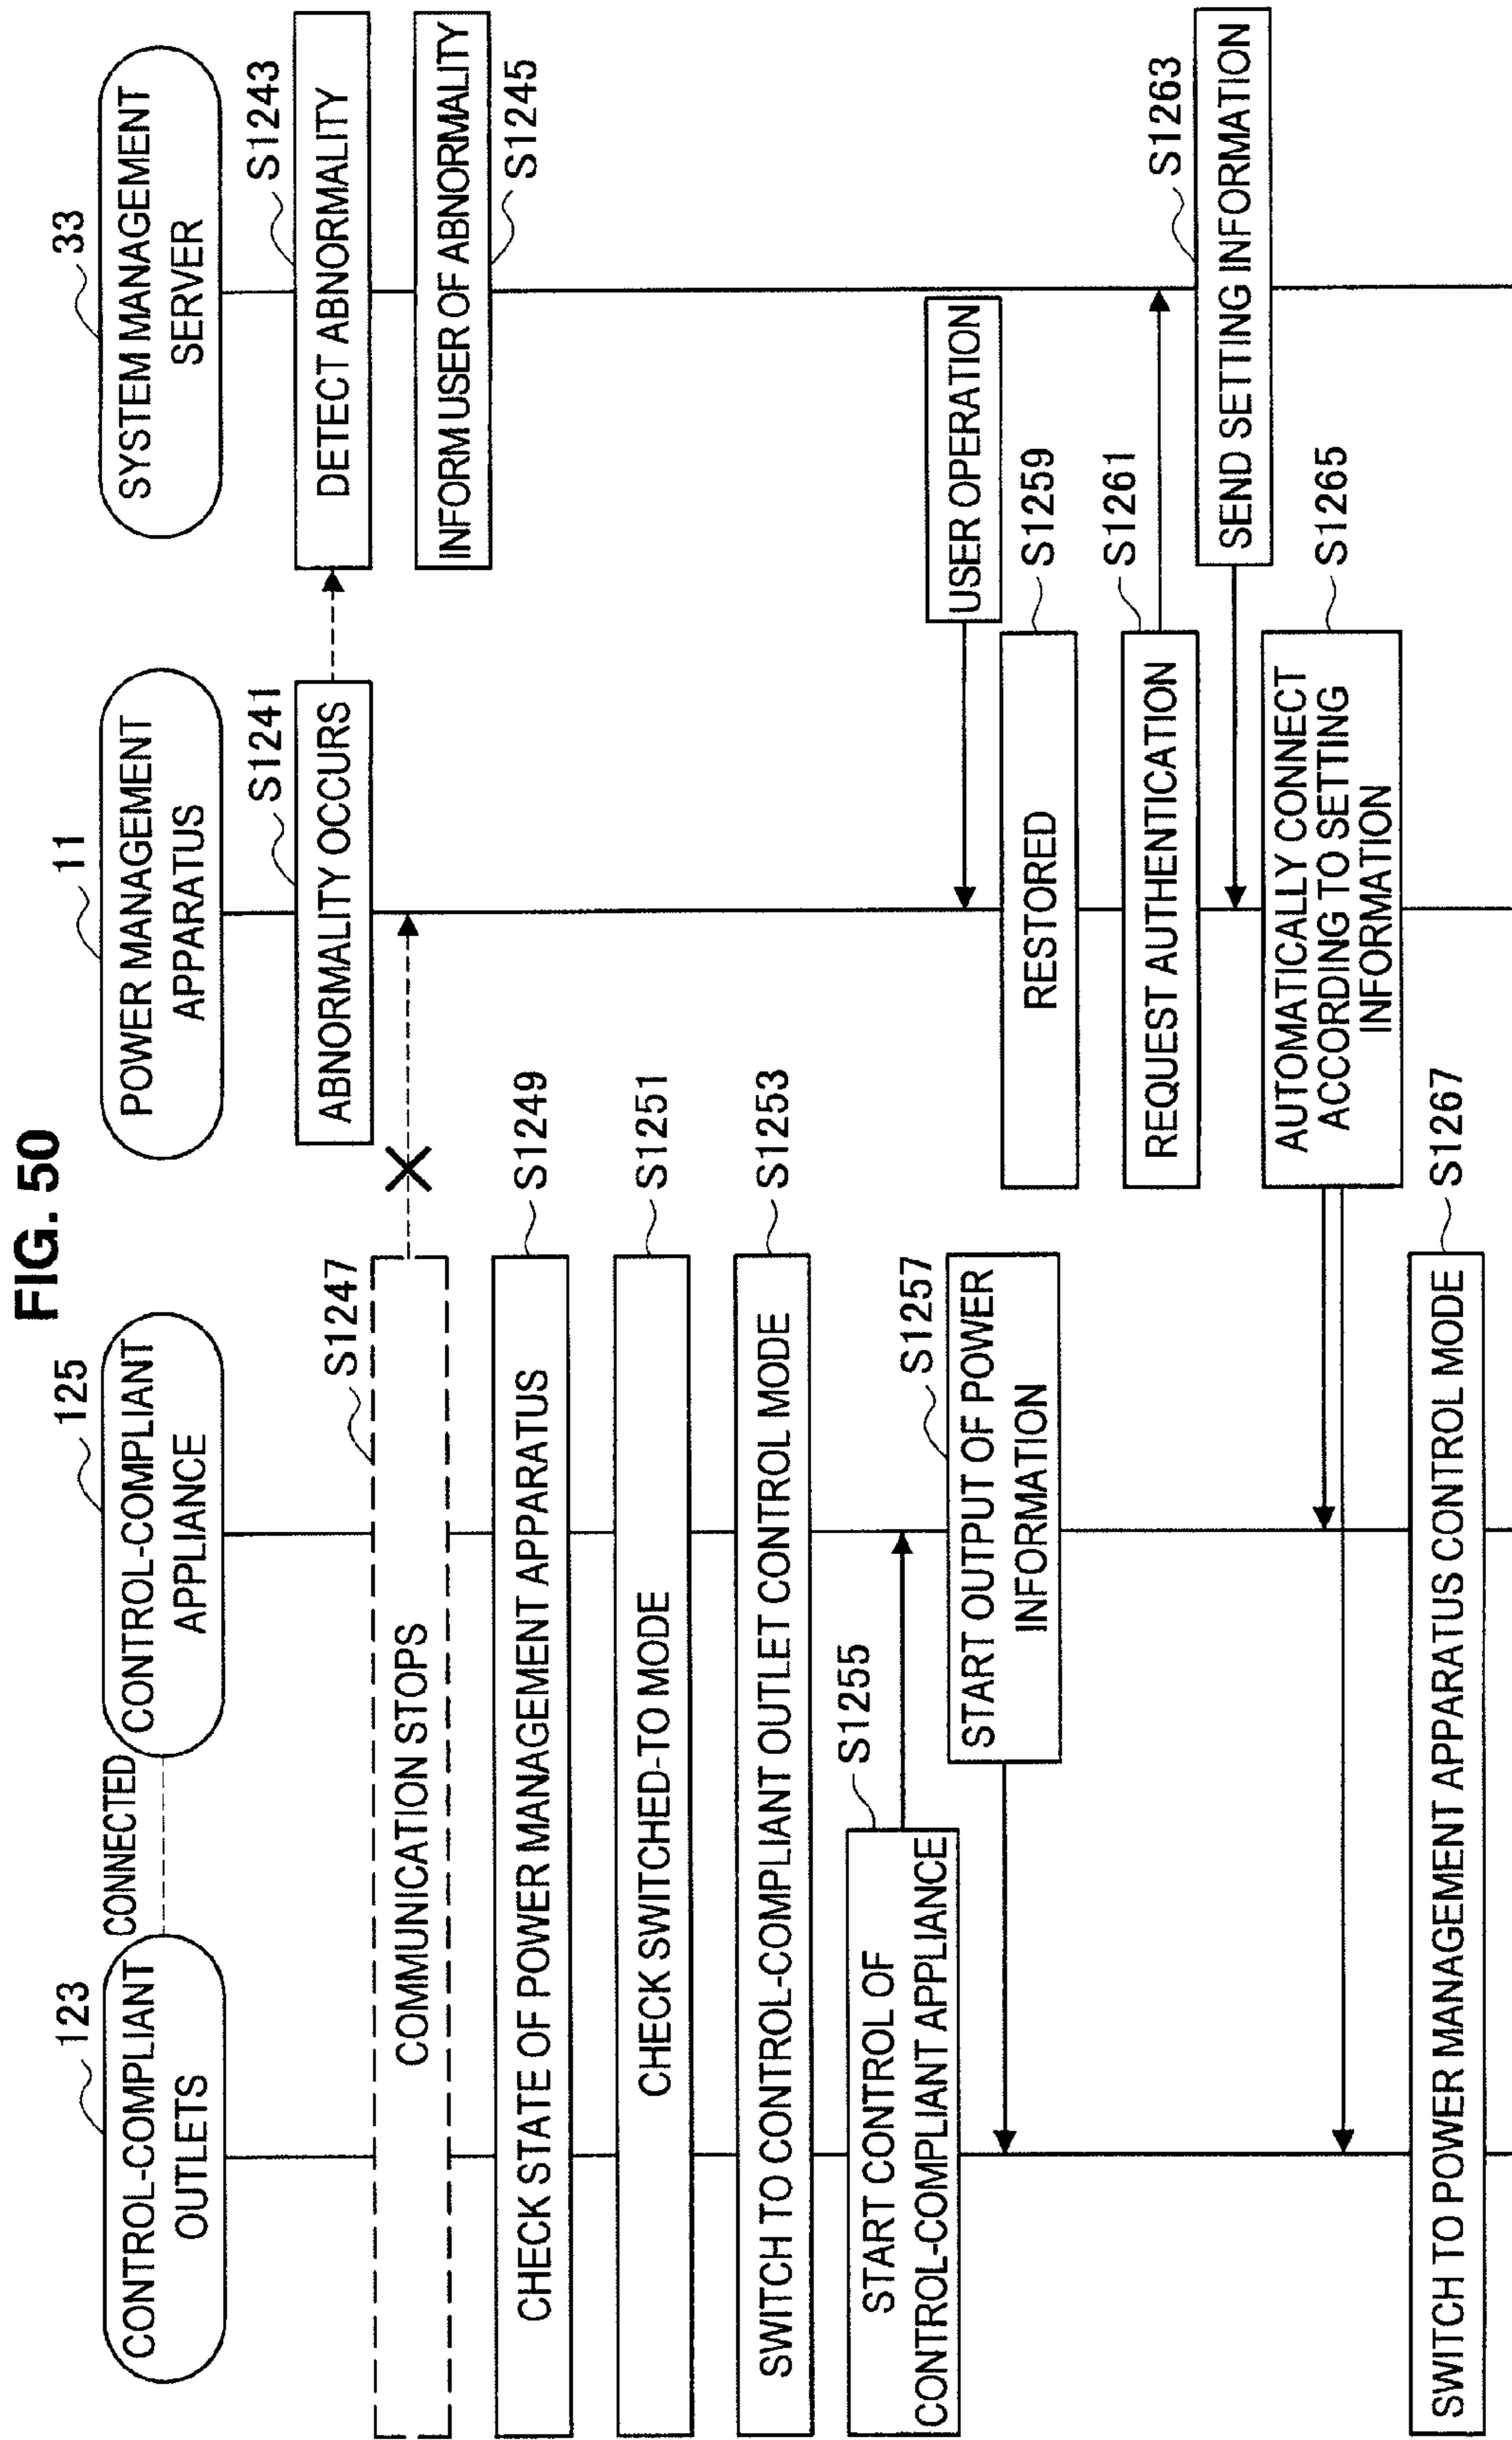 FIG. 50
123
CONTROL-COMPLIANT
OUTLETS
CONNECTED
125
CONTROL-COMPLIANT
APPLIANCE
11
POWER MANAGEMENT
APPARATUS
33
SYSTEM MANAGEMENT
SERVER
S1241
ABNORMALITY OCCURS
S1243
DETECT ABNORMALITY
INFORM USER OF ABNORMALITY
S1245
S1247
COMMUNICATION STOPS
CHECK STATE OF POWER MANAGEMENT APPARATUS
S1249
CHECK SWITCHED-TO MODE
S1251
SWITCH TO CONTROL-COMPLIANT OUTLET CONTROL MODE
S1253
S1255
START CONTROL OF
CONTROL-COMPLIANT APPLIANCE
S1257
START OUTPUT OF POWER
INFORMATION
USER OPERATION
RESTORED
S1259
REQUEST AUTHENTICATION
S1261
S1263
SEND SETTING INFORMATION
AUTOMATICALLY CONNECT
ACCORDING TO SETTING
INFORMATION
S1265
SWITCH TO POWER MANAGEMENT APPARATUS CONTROL MODE
S1267